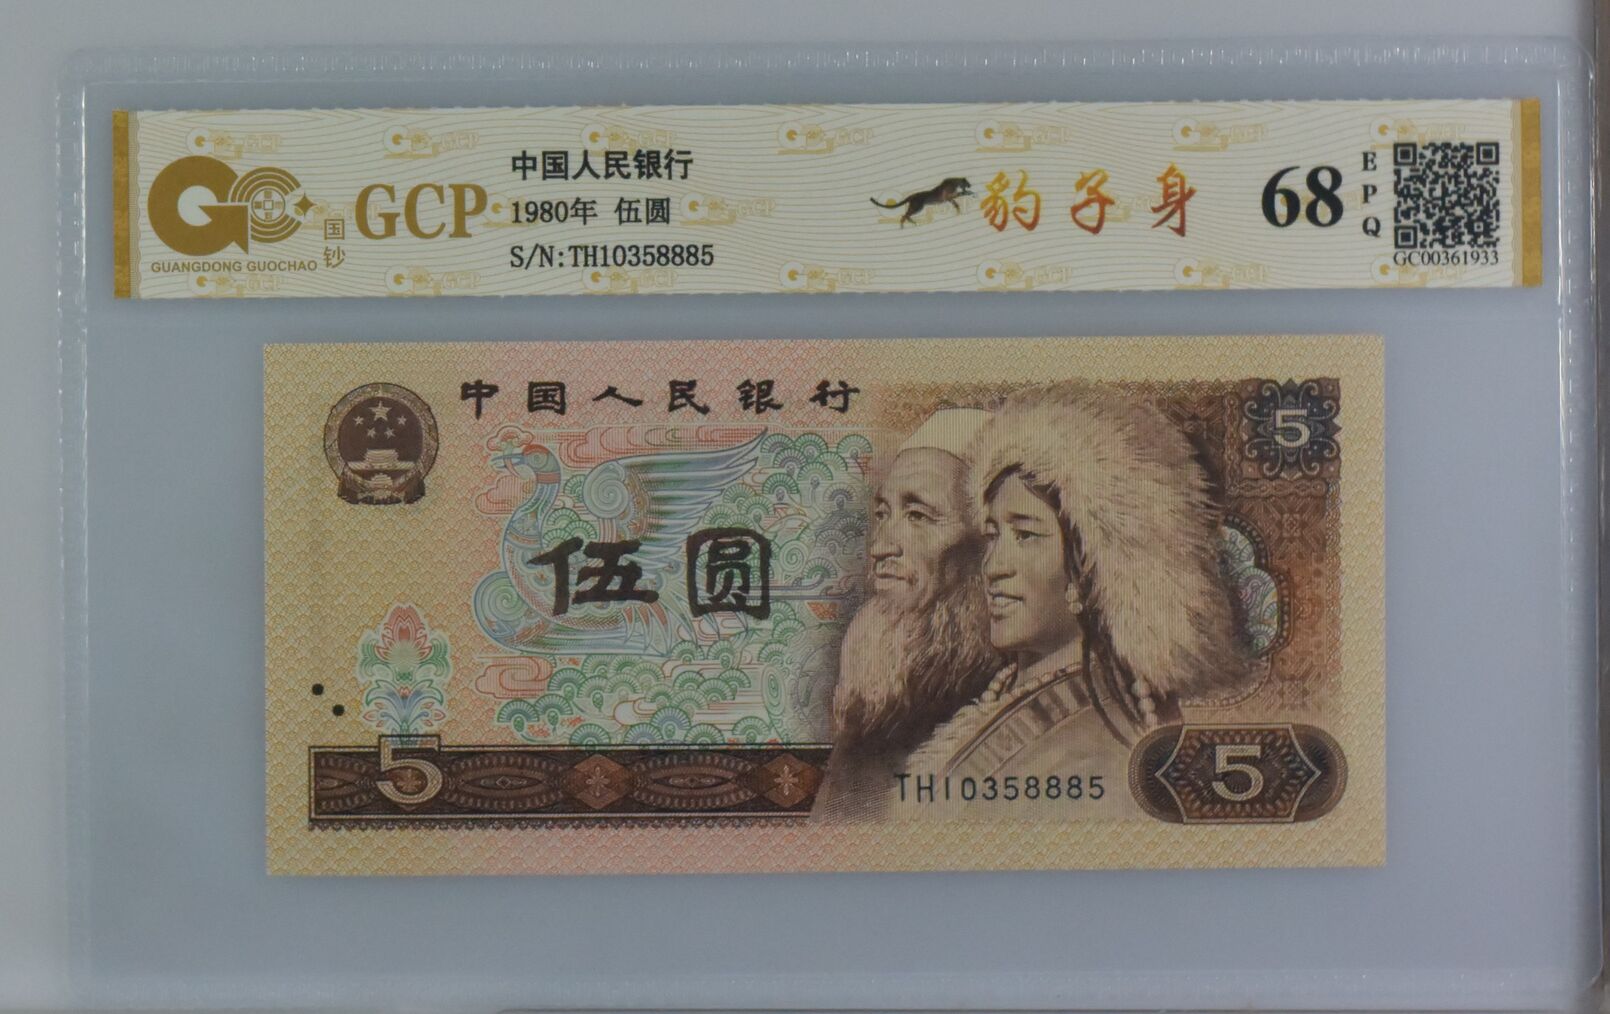 GCP
国钞
GUANGDONG GUOCHAO
中国人民银行
1980年 伍圆
S/N:TH10358885
豹子身
68
EPQ
GC00361933
中国人民银行
5
伍圆
5
TH10358885
5